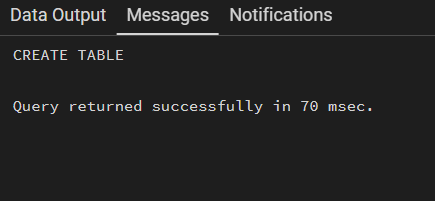 Data Output Messages Notifications
CREATE TABLE
Query returned successfully in 70 msec.